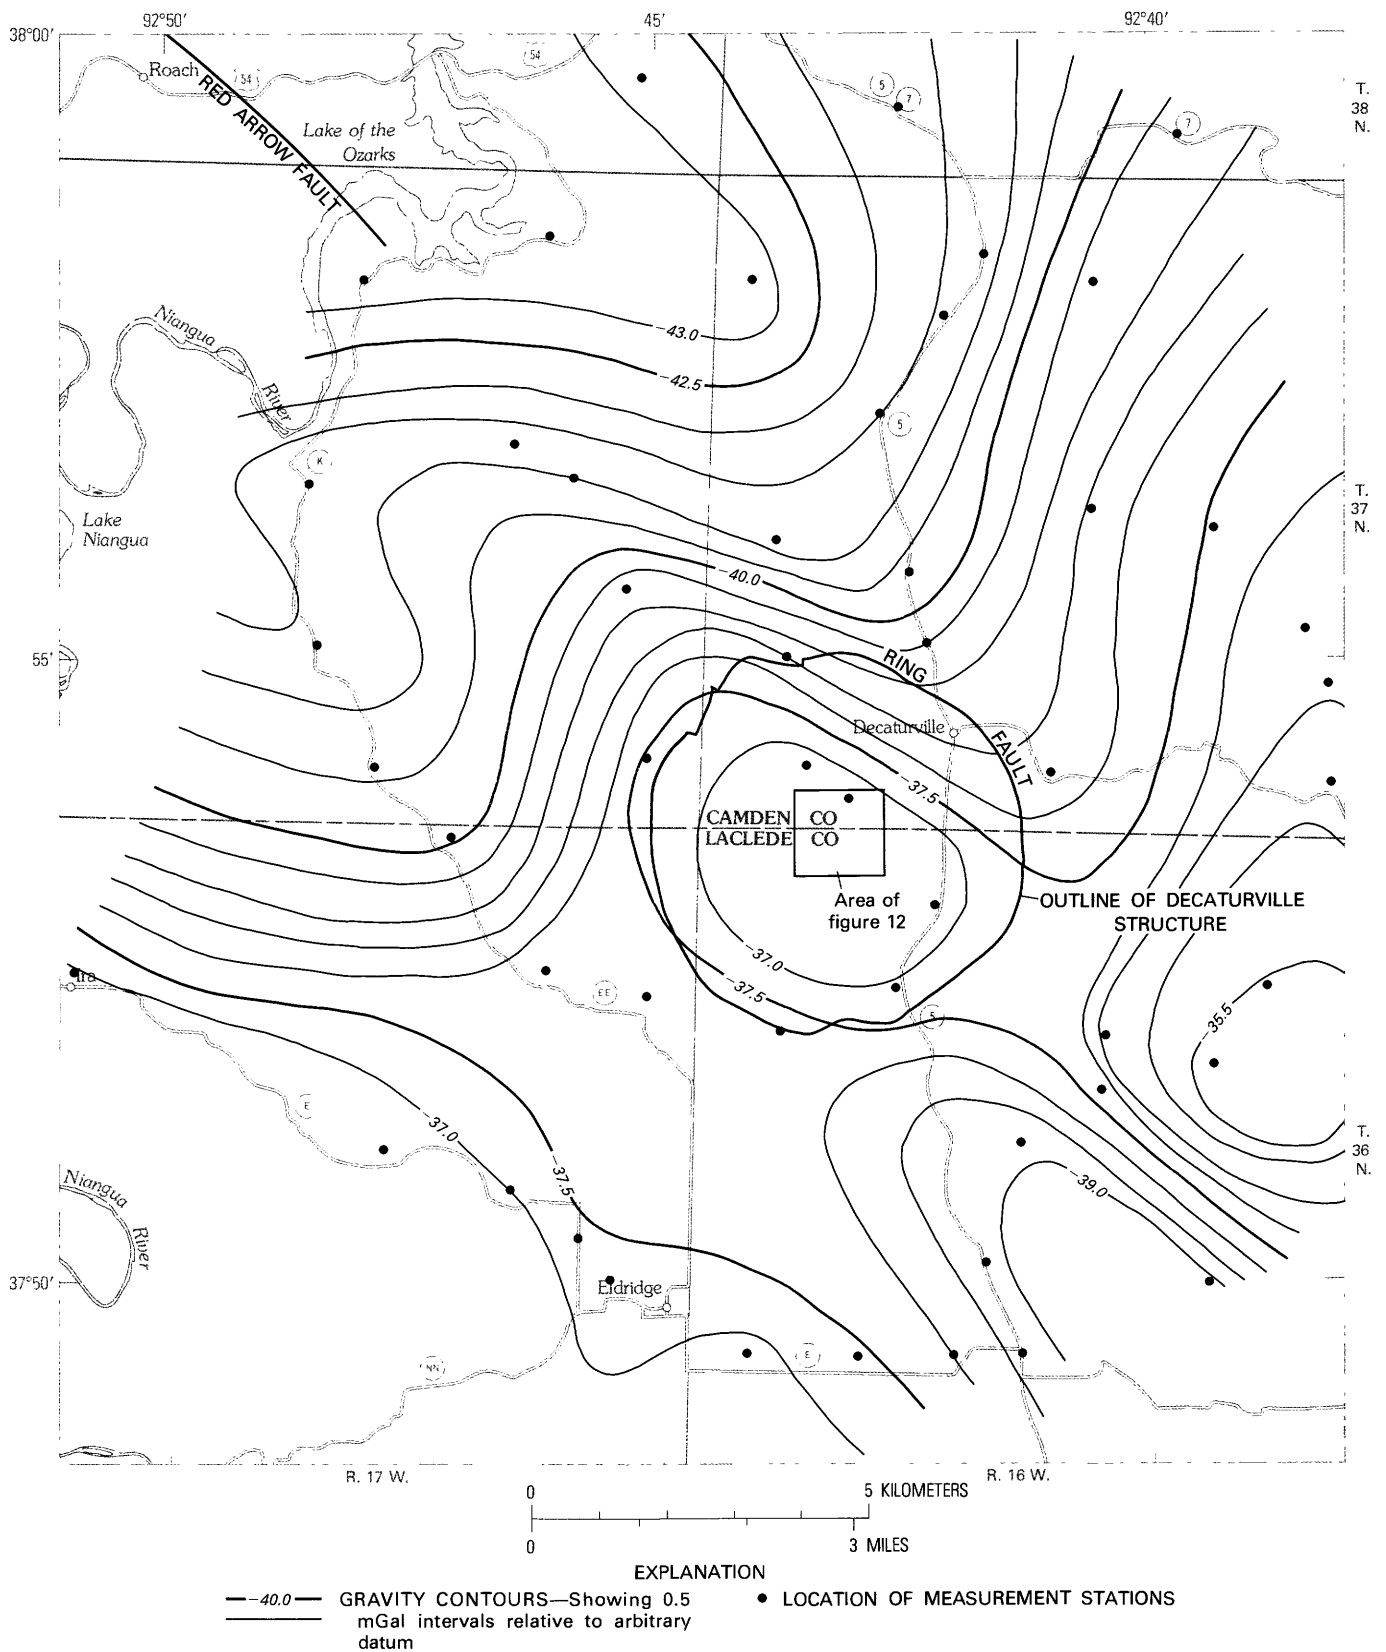 92°50'
45'
92°40'
38°00'
Roach
54
54
RED ARROW FAULT
Lake of the
Ozarks
5
7
7
T.
38
N.
Niangua
River
-43.0
-42.5
5
K
Lake
Niangua
T.
37
N.
-40.0
55'
RING
FAULT
Decaturville
-37.5
CAMDEN CO
LACLEDE CO
Area of
figure 12
OUTLINE OF DECATURVILLE
STRUCTURE
Ira
-37.0
-37.5
EE
5
-35.5
E
-37.0
-37.5
-39.0
T.
36
N.
Niangua
River
37°50'
Eldridge
NN
E
R. 17 W.
R. 16 W.
0 5 KILOMETERS
0 3 MILES
EXPLANATION
-40.0 GRAVITY CONTOURS—Showing 0.5
mGal intervals relative to arbitrary
datum
LOCATION OF MEASUREMENT STATIONS